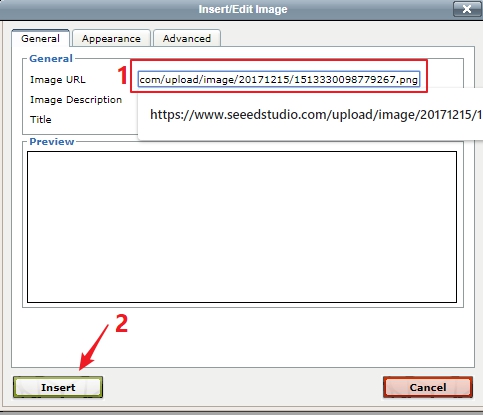 Insert/Edit Image
General
Appearance
Advanced
General
1
Image URL
com/upload/image/20171215/1513330098779267.png
Image Description
https://www.seeedstudio.com/upload/image/20171215/1
Title
Preview
2
Insert
Cancel